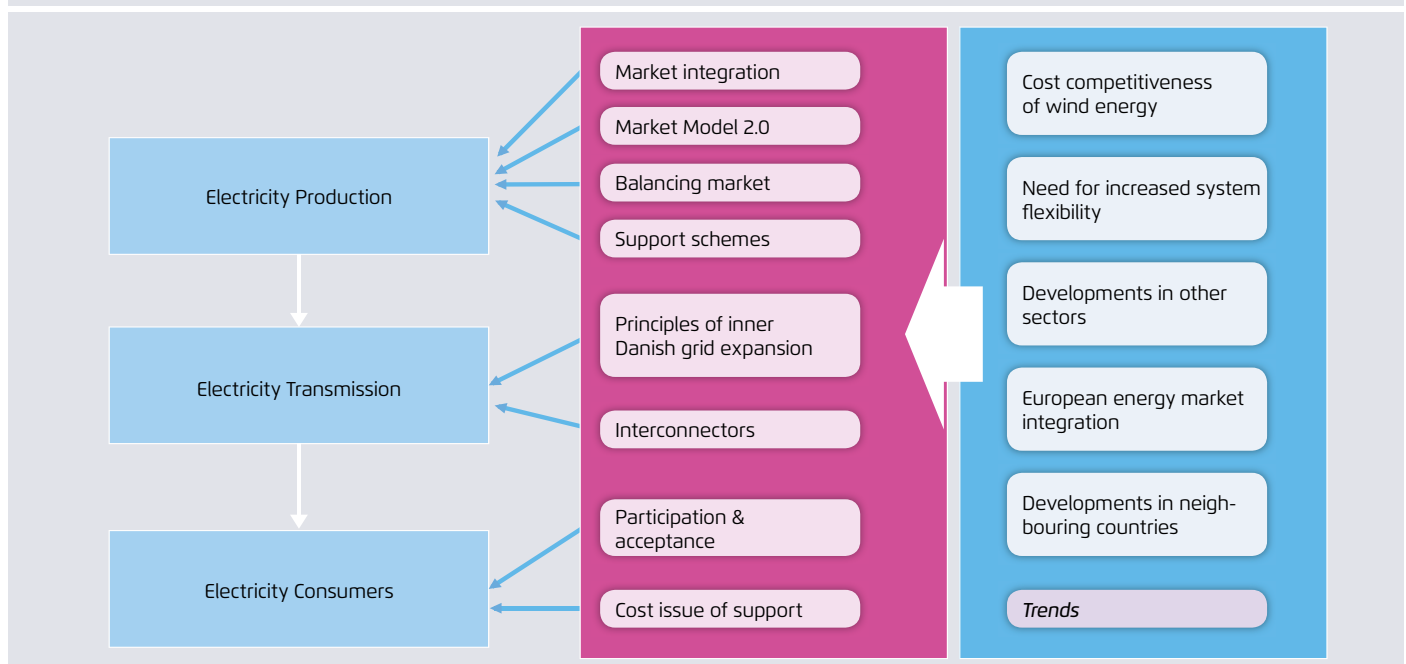 Electricity Production
Electricity Transmission
Electricity Consumers
Market integration
Market Model 2.0
Balancing market
Support schemes
Principles of inner
Danish grid expansion
Interconnectors
Participation &
acceptance
Cost issue of support
Cost competitiveness
of wind energy
Need for increased system
flexibility
Developments in other
sectors
European energy market
integration
Developments in neigh-
bouring countries
Trends